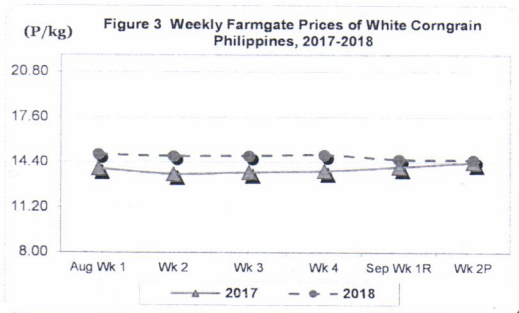 (P/kg)
Figure 3 Weekly Farmgate Prices of White Corngrain
Philippines, 2017-2018
20.80
17.60
14.40
11.20
8.00
Aug Wk 1 Wk 2 Wk 3 Wk 4 Sep Wk 1R Wk 2P
2017 2018